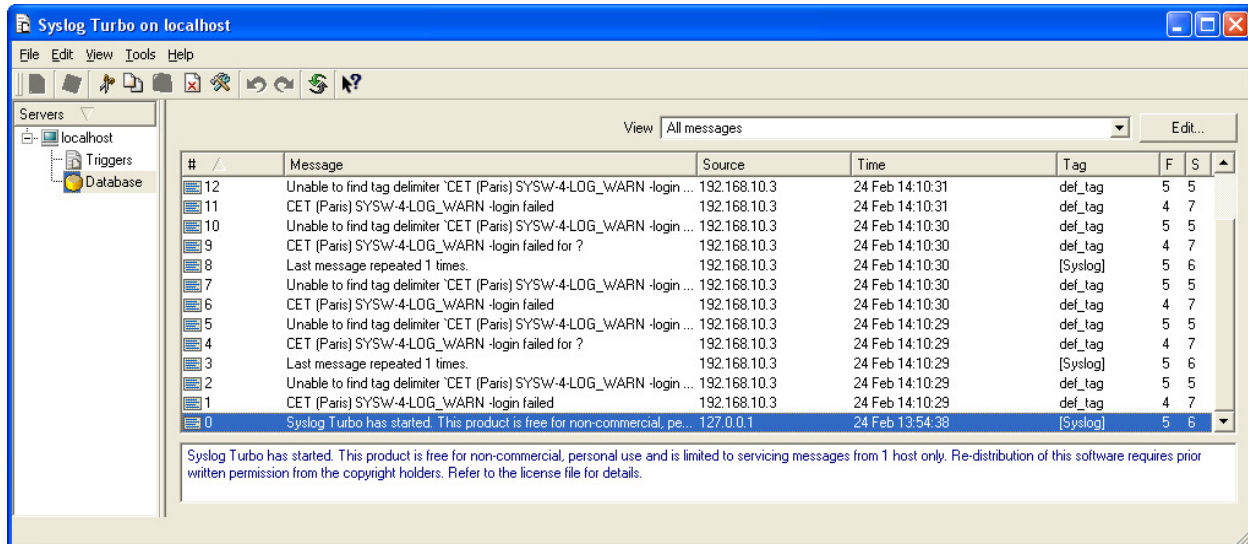 Syslog Turbo on localhost
File Edit View Tools Help
Servers
View All messages Edit...
localhost
Triggers
Database
# Message Source Time Tag F S
12 Unable to find tag delimiter `CET (Paris) SYSW-4-LOG_WARN -login ... 192.168.10.3 24 Feb 14:10:31 def_tag 5 5
11 CET (Paris) SYSW-4-LOG_WARN -login failed 192.168.10.3 24 Feb 14:10:31 def_tag 4 7
10 Unable to find tag delimiter `CET (Paris) SYSW-4-LOG_WARN -login ... 192.168.10.3 24 Feb 14:10:30 def_tag 5 5
9 CET (Paris) SYSW-4-LOG_WARN -login failed for ? 192.168.10.3 24 Feb 14:10:30 def_tag 4 7
8 Last message repeated 1 times. 192.168.10.3 24 Feb 14:10:30 [Syslog] 5 6
7 Unable to find tag delimiter `CET (Paris) SYSW-4-LOG_WARN -login ... 192.168.10.3 24 Feb 14:10:30 def_tag 5 5
6 CET (Paris) SYSW-4-LOG_WARN -login failed 192.168.10.3 24 Feb 14:10:30 def_tag 4 7
5 Unable to find tag delimiter `CET (Paris) SYSW-4-LOG_WARN -login ... 192.168.10.3 24 Feb 14:10:29 def_tag 5 5
4 CET (Paris) SYSW-4-LOG_WARN -login failed for ? 192.168.10.3 24 Feb 14:10:29 def_tag 4 7
3 Last message repeated 1 times. 192.168.10.3 24 Feb 14:10:29 [Syslog] 5 6
2 Unable to find tag delimiter `CET (Paris) SYSW-4-LOG_WARN -login ... 192.168.10.3 24 Feb 14:10:29 def_tag 5 5
1 CET (Paris) SYSW-4-LOG_WARN -login failed 192.168.10.3 24 Feb 14:10:29 def_tag 4 7
0 Syslog Turbo has started. This product is free for non-commercial, pe... 127.0.0.1 24 Feb 13:54:38 [Syslog] 5 6
Syslog Turbo has started. This product is free for non-commercial, personal use and is limited to servicing messages from 1 host only. Re-distribution of this software requires prior
written permission from the copyright holders. Refer to the license file for details.